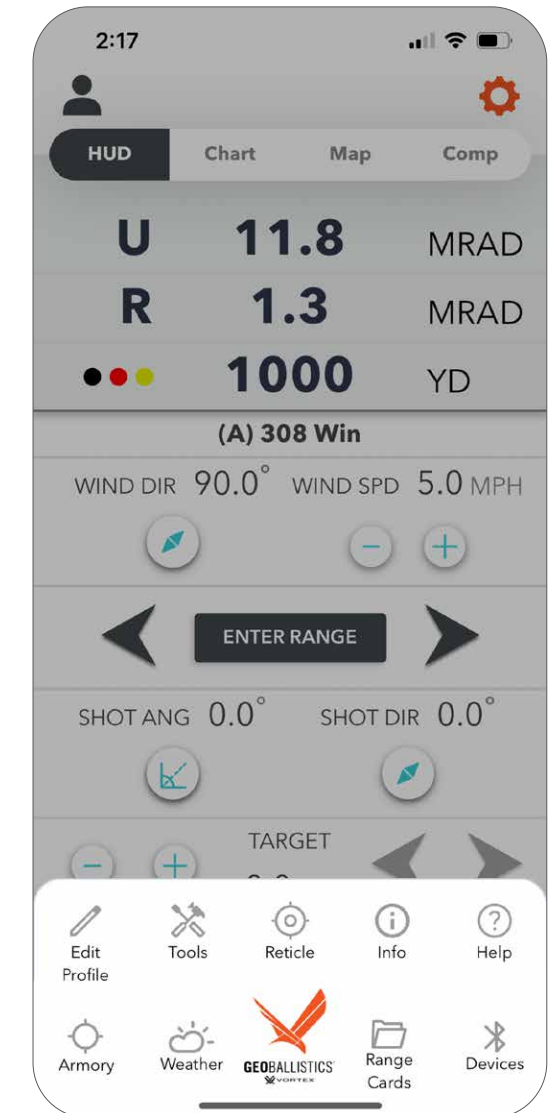 2:17
HUD Chart Map Comp
U 11.8 MRAD
R 1.3 MRAD
1000 YD
(A) 308 Win
WIND DIR 90.0° WIND SPD 5.0 MPH
ENTER RANGE
SHOT ANG 0.0° SHOT DIR 0.0°
TARGET
Edit Profile Tools Reticle Info Help
Armory Weather GEOBALLISTICS Range Cards Devices
VORTEX